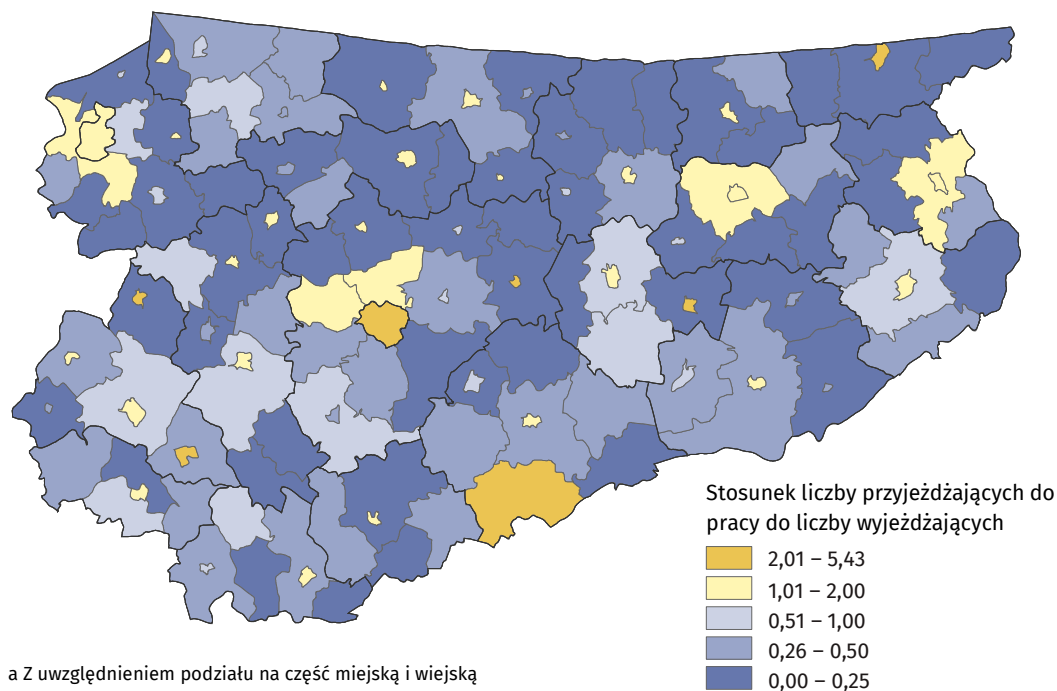 Stosunek liczby przyjeżdżających do
pracy do liczby wyjeżdżających
2,01 – 5,43
1,01 – 2,00
0,51 – 1,00
0,26 – 0,50
0,00 – 0,25
a Z uwzględnieniem podziału na część miejską i wiejską